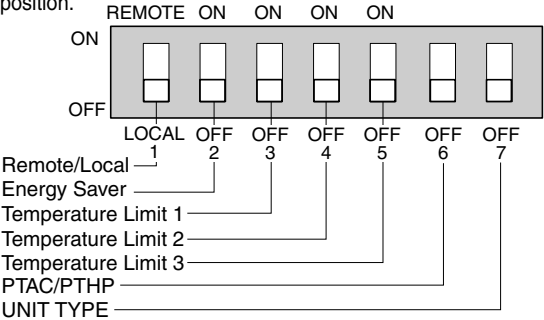 position.
REMOTE ON ON ON ON
ON
OFF
LOCAL OFF OFF OFF OFF OFF OFF
1 2 3 4 5 6 7
Remote/Local
Energy Saver
Temperature Limit 1
Temperature Limit 2
Temperature Limit 3
PTAC/PTHP
UNIT TYPE